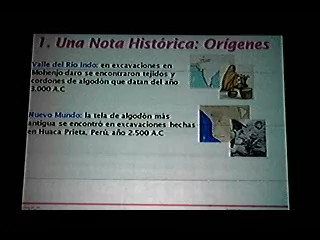 1. Una Nota Histórica: Orígenes
Valle del Rio Indo: en excavaciones en
Mohenjo daro se encontraron tejidos y
cordones de algodón que datan del año
3.000 A.C
Nuevo Mundo: la tela de algodón más
antigua se encontró en excavaciones hechas
en Huaca Prieta, Perú, año 2.500 A.C